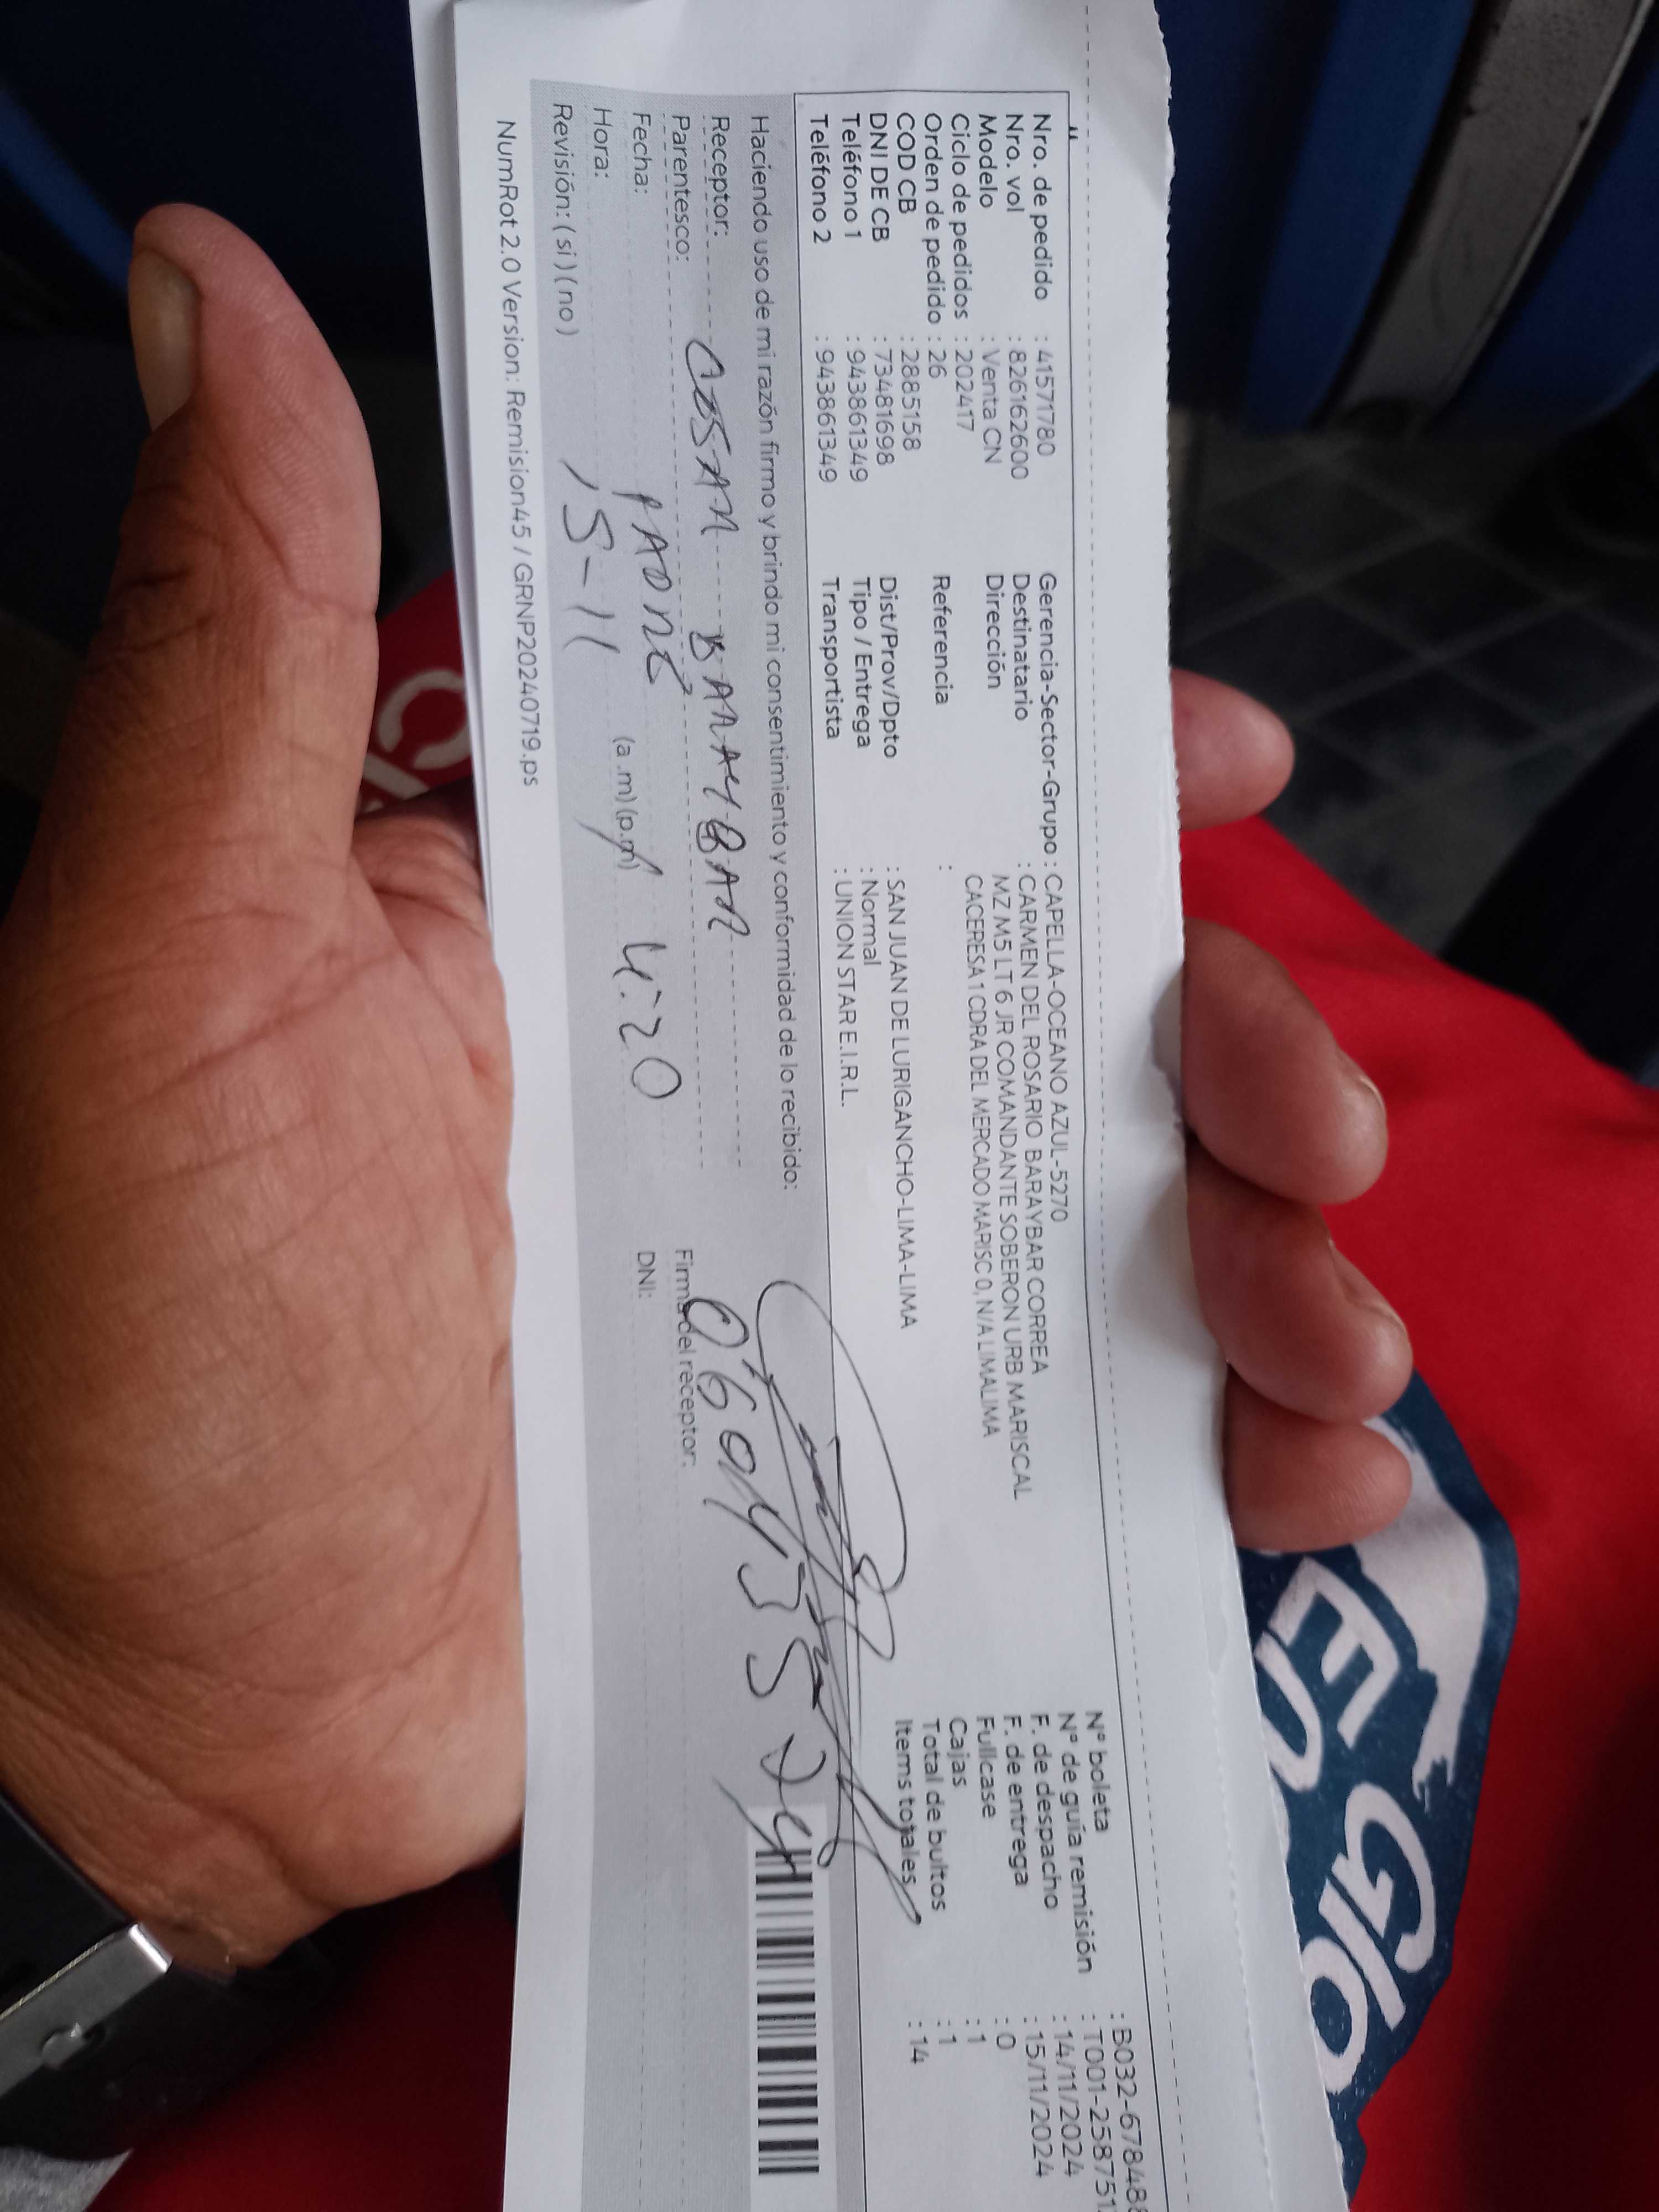 Nro. de pedido : 41571780
Nro. vol : 826162600
Modelo : Venta CN
Ciclo de pedidos : 202417
Orden de pedido : 26
COD CB : 2885158
DNI DE CB : 73481698
Teléfono 1 : 943861349
Teléfono 2 : 943861349
Gerencia-Sector-Grupo : CAPELLA-OCEANO AZUL-5270
Destinatario : CARMEN DEL ROSARIO BARAYBAR CORREA
Dirección MZ M5 LT 6 JR COMANDANTE SOBERON URB MARISCAL
CACERESA 1 CDRA DEL MERCADO MARISC 0, N/A LIMALIMA
Referencia :
Dist/Prov/Dpto : SAN JUAN DE LURIGANCHO-LIMA-LIMA
Tipo / Entrega : Normal
Transportista : UNION STAR E.I.R.L.
N° boleta : B032-678488
N° de guía remisión : T001-258751
F. de despacho : 14/11/2024
F. de entrega : 15/11/2024
Fullcase : 0
Cajas : 1
Total de bultos : 1
Items totales : 14
Haciendo uso de mi razón firmo y brindo mi consentimiento y conformidad de lo recibido:
Receptor: BARAYBAR
Parentesco: PADRE
Fecha: 15-11
Hora: (a.m) (p.m) 4:20
Revisión: ( si ) ( no )
Firma del receptor:
DNI:
NumRot 2.0 Version: Remision45 / GRNP20240719.ps
Glo